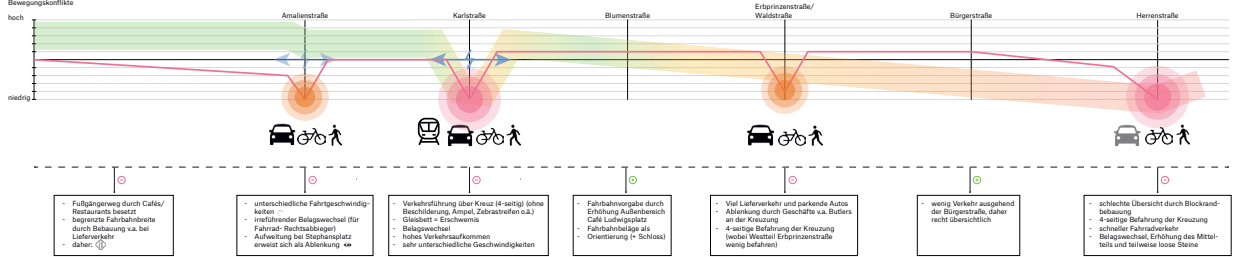 Bewegungskonflikte
hoch
niedrig
Amalienstraße
Karlstraße
Blumenstraße
Erbprinzenstraße/
Waldstraße
Bürgerstraße
Herrenstraße
- Fußgängerweg durch Cafés/
Restaurants besetzt
- begrenzte Fahrbahnbreite
durch Bebauung v.a. bei
Lieferverkehr
- daher:
- unterschiedliche Fahrtgeschwindig-
keiten
- irreführender Belagswechsel (für
Fahrrad- Rechtsabbieger)
- Aufweitung bei Stephansplatz
erweist sich als Ablenkung
- Verkehrsführung über Kreuz (4-seitig) (ohne
Beschilderung, Ampel, Zebrastreifen o.ä.)
- Gleisbett = Erschwernis
- Belagswechsel
- hohes Verkehrsaufkommen
- sehr unterschiedliche Geschwindigkeiten
- Fahrbahnvorgabe durch
Erhöhung Außenbereich
Café Ludwigsplatz
- Fahrbahnbeläge als
Orientierung (+ Schloss)
- Viel Lieferverkehr und parkende Autos
- Ablenkung durch Geschäfte v.a. Butlers
an der Kreuzung
- 4-seitige Befahrung der Kreuzung
(wobei Westteil Erbprinzenstraße
wenig befahren)
- wenig Verkehr ausgehend
der Bürgerstraße, daher
recht übersichtlich
- schlechte Übersicht durch Blockrand-
bebauung
- 4-seitige Befahrung der Kreuzung
- schneller Fahrradverkehr
- Belagswechsel, Erhöhung des Mittel-
teils und teilweise loose Steine